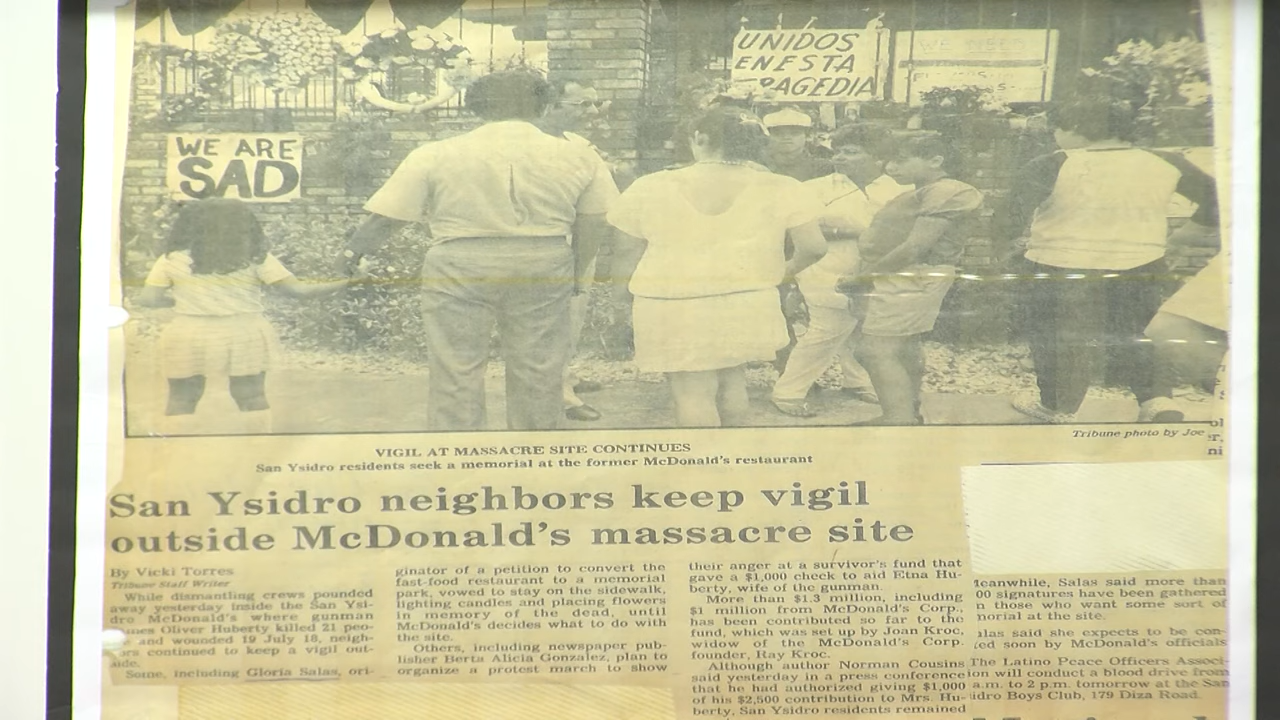 WE ARE
SAD
UNIDOS
EN ESTA
TRAGEDIA
WE NEED
Tribune photo by Joe
VIGIL AT MASSACRE SITE CONTINUES
San Ysidro residents seek a memorial at the former McDonald's restaurant
San Ysidro neighbors keep vigil
outside McDonald's massacre site
By Vicki Torres
Tribune Staff Writer
While dismantling crews pounded
away yesterday inside the San Ysi-
dro McDonald's where gunman
mes Oliver Huberty killed 21 peo-
and wounded 19 July 18, neigh-
ors continued to keep a vigil out-
side.
Some, including Gloria Salas, ori-
ginator of a petition to convert the
fast-food restaurant to a memorial
park, vowed to stay on the sidewalk,
lighting candles and placing flowers
in memory of the dead, until
McDonald's decides what to do with
the site.
Others, including newspaper pub-
lisher Berta Alicia Gonzalez, plan to
organize a protest march to show
their anger at a survivor's fund that
gave a $1,000 check to aid Etna Hu-
berty, wife of the gunman.
More than $1.3 million, including
$1 million from McDonald's Corp.,
has been contributed so far to the
fund, which was set up by Joan Kroc,
widow of the McDonald's Corp.
founder, Ray Kroc.
Although author Norman Cousins
said yesterday in a press conference
that he had authorized giving $1,000
of his $2,500 contribution to Mrs. Hu-
berty, San Ysidro residents remained
Meanwhile, Salas said more than
00 signatures have been gathered
n those who want some sort of
morial at the site.
alas said she expects to be con-
ted soon by McDonald's officials
The Latino Peace Officers Associ-
ion will conduct a blood drive from
a.m. to 2 p.m. tomorrow at the San
idro Boys Club, 179 Diza Road.